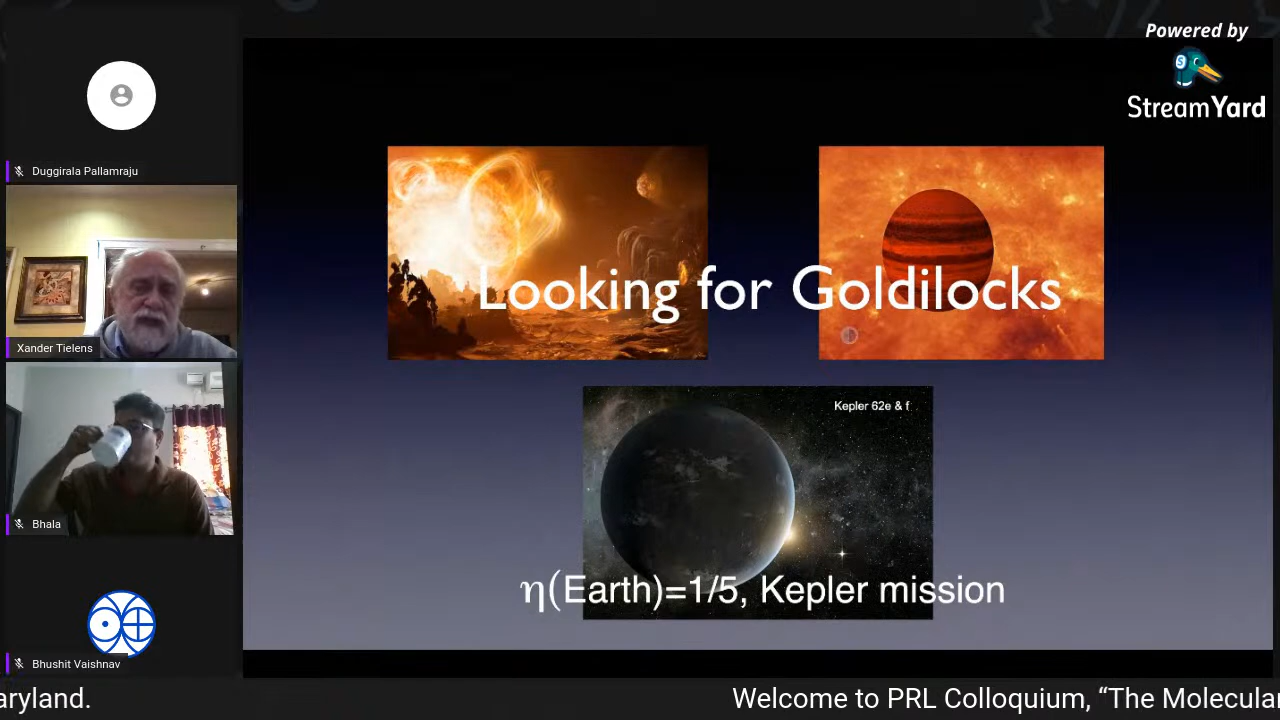 Powered by
StreamYard
Duggirala Pallamraju
Xander Tielens
Bhala
Bhushit Vaishnav
Looking for Goldilocks
Kepler 62e & f
η(Earth)=1/5, Kepler mission
aryland.
Welcome to PRL Colloquium, “The Molecular